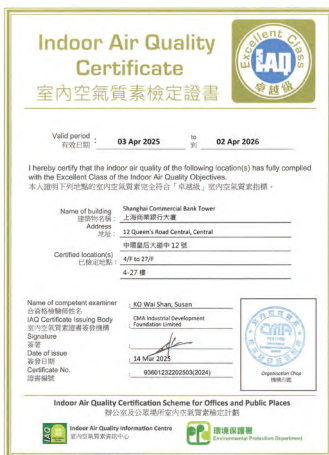 Indoor Air Quality
Certificate
室內空氣質素檢定證書
Excellent Class
IAQ
卓越級
Valid period
有效日期 : 03 Apr 2025 to 到 02 Apr 2026
I hereby certify that the indoor air quality of the following location(s) has fully complied
with the Excellent Class of the Indoor Air Quality Objectives.
本人證明下列地點的室內空氣質素完全符合「卓越級」室內空氣質素指標。
Name of building Shanghai Commercial Bank Tower
建築物名稱 : 上海商業銀行大廈
Address
地址 : 12 Queen's Road Central, Central
中環皇后大道中 12 號
Certified location(s) 4/F to 27/F
已檢定地點 :
4-27 樓
Name of competent examiner : KO Wai Shan, Susan
合資格檢驗師姓名
IAQ Certificate Issuing Body : CMA Industrial Development
室內空氣質素證書簽發機構 Foundation Limited
Signature
簽署 :
Date of issue
簽發日期 : 14 Mar 2025
Certificate No.
證書編號 : 93601232202503(2024)
CMA
Organization Chop
機構印鑑
Indoor Air Quality Certification Scheme for Offices and Public Places
辦公室及公眾場所室內空氣質素檢定計劃
IAQ
Indoor Air Quality Information Centre
室內空氣質素資訊中心
環境保護署
Environmental Protection Department